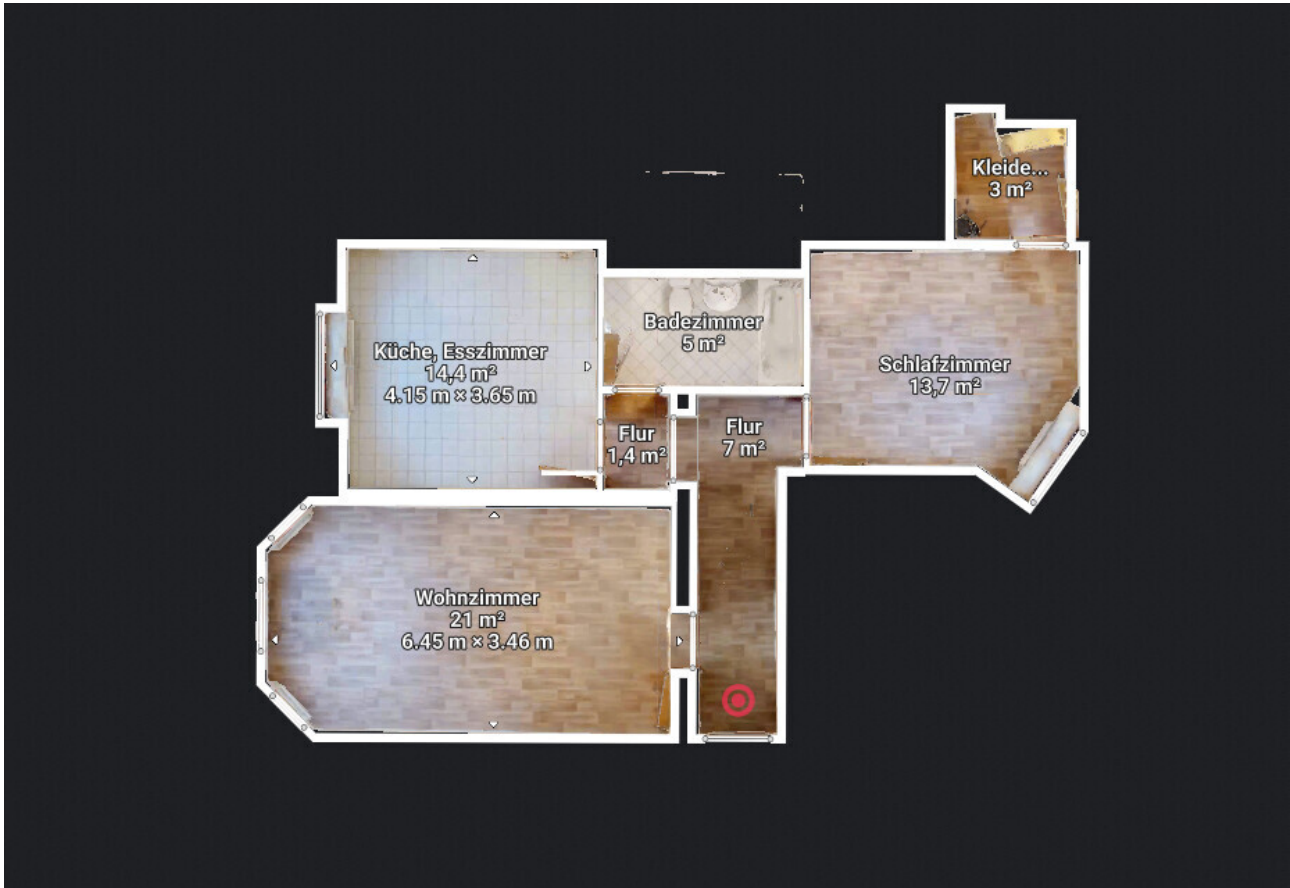 Kleide...
3 m²
Badezimmer
5 m²
Küche, Esszimmer
14,4 m²
4.15 m × 3.65 m
Schlafzimmer
13,7 m²
Flur
1,4 m²
Flur
7 m²
Wohnzimmer
21 m²
6.45 m × 3.46 m